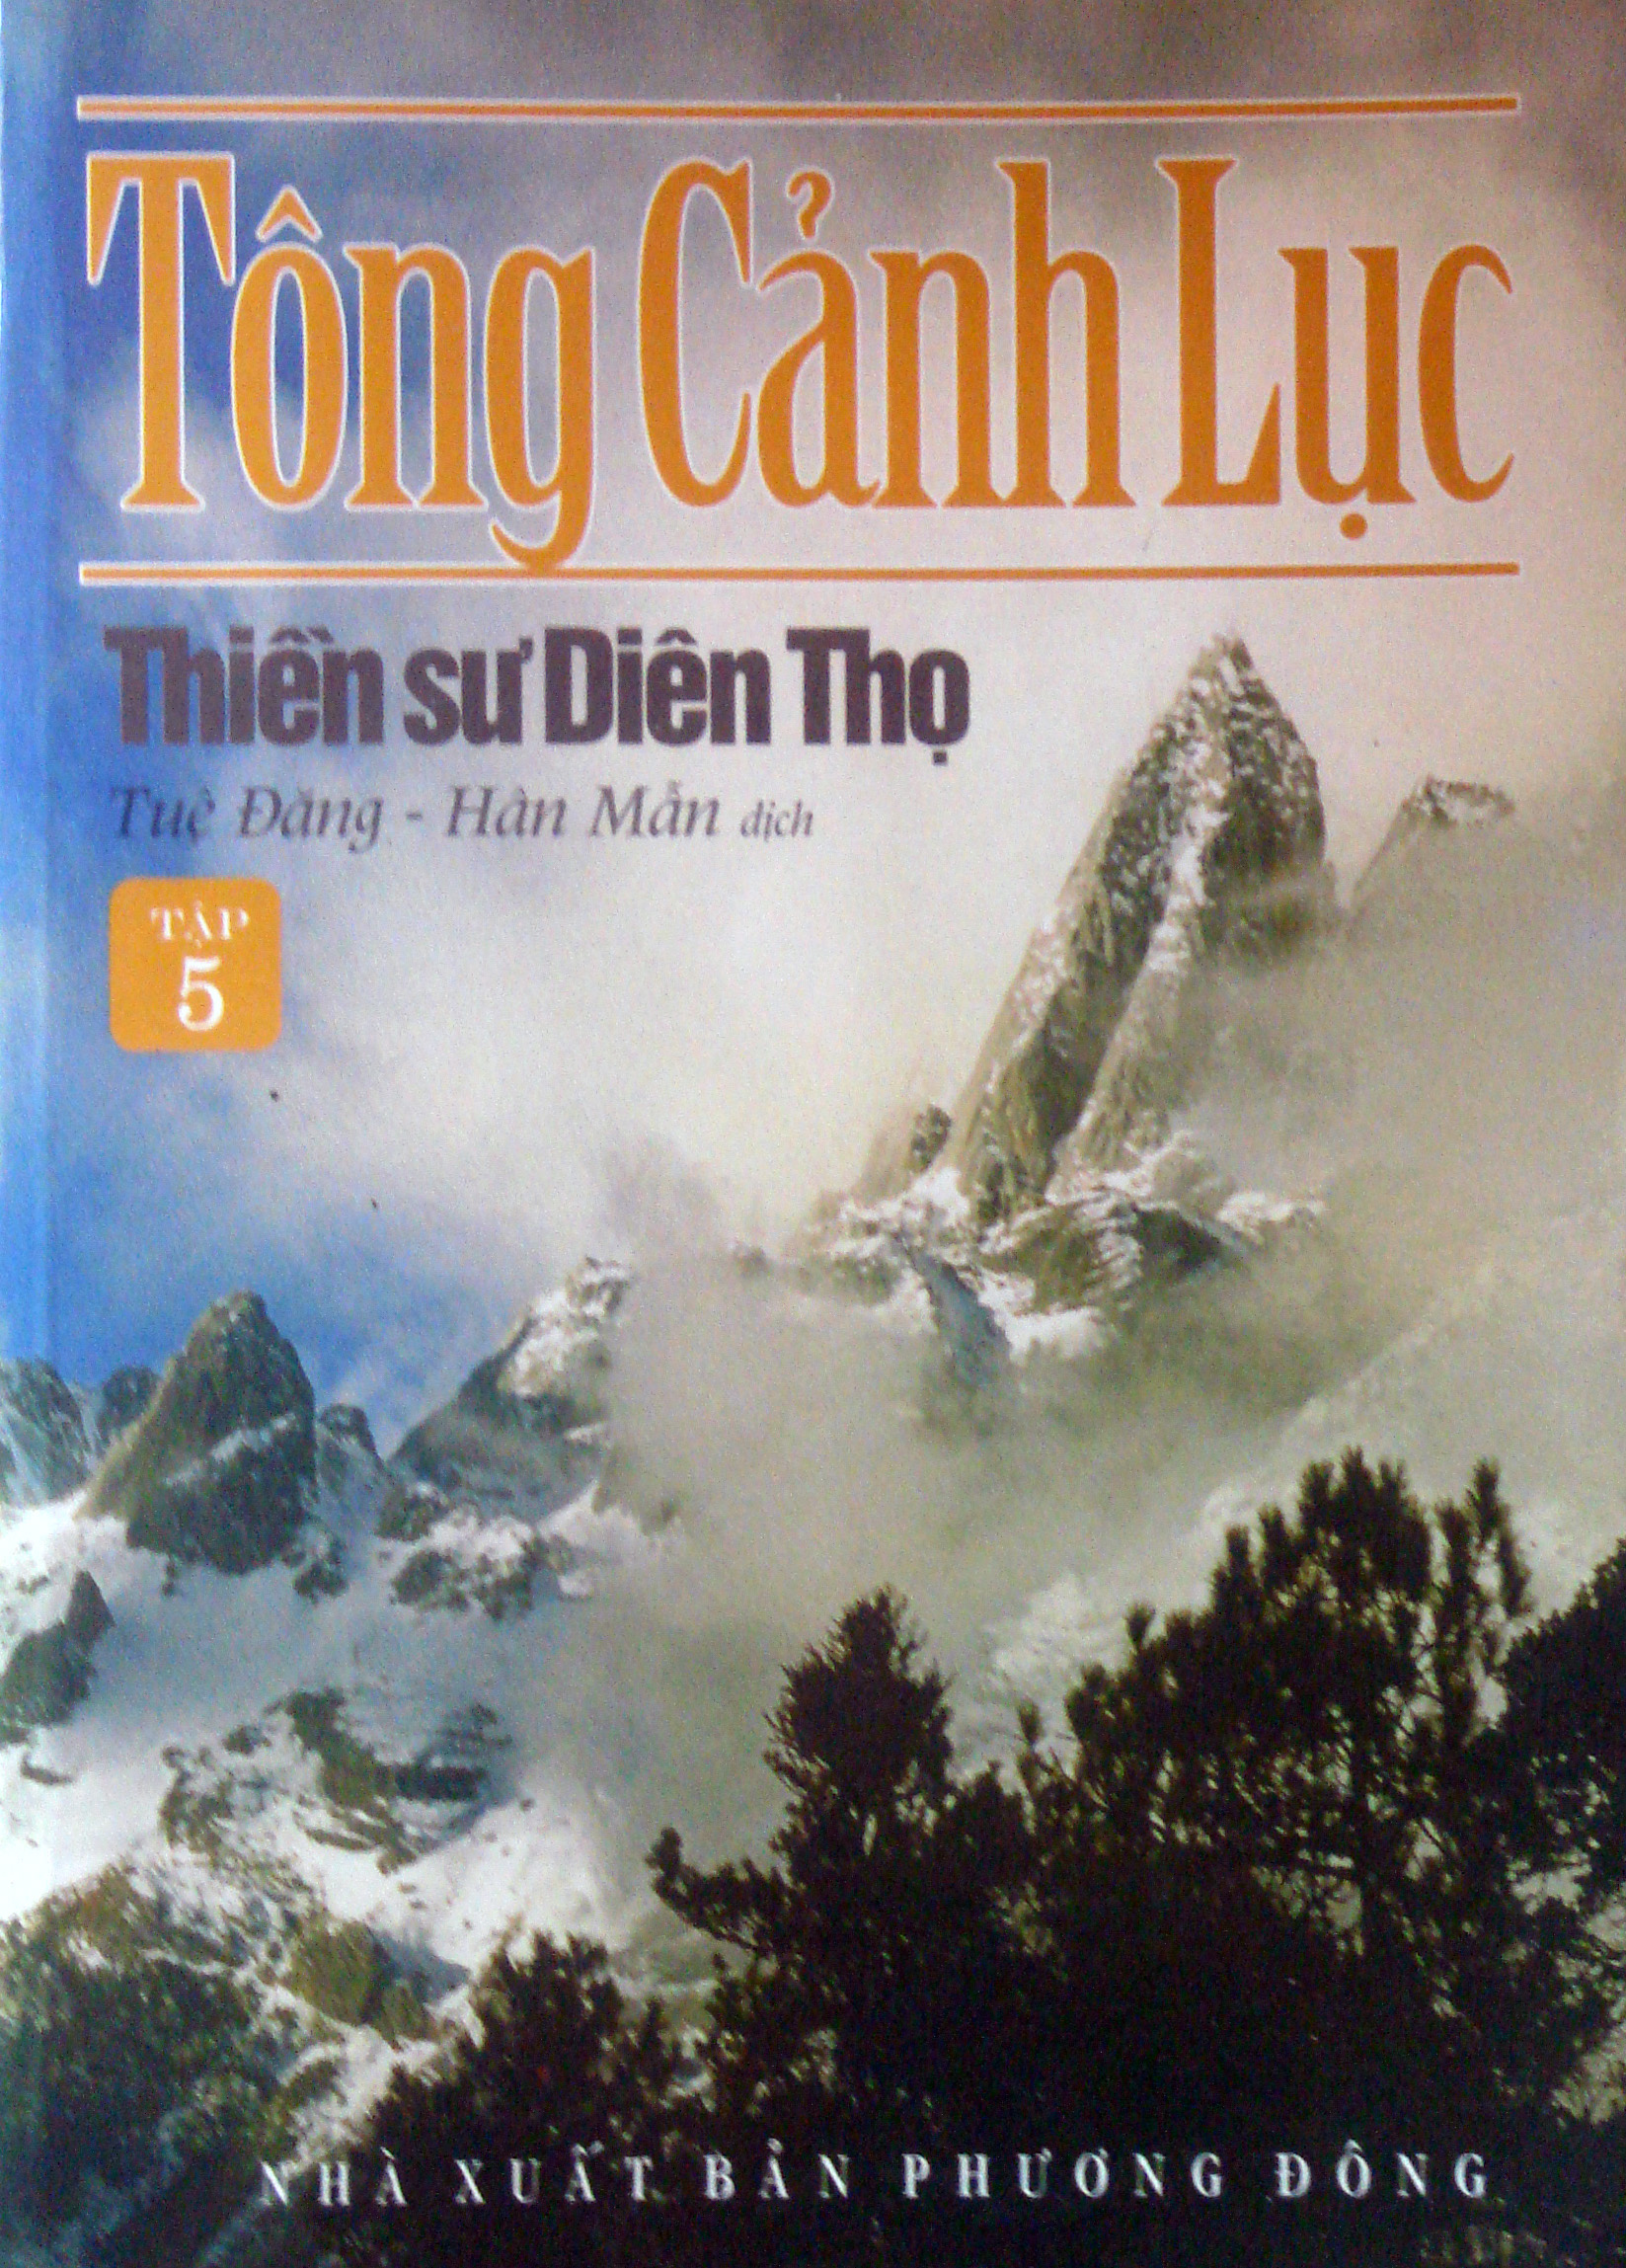 Tông Cảnh Lục
Thiền sư Diên Thọ
Tuệ Đăng - Hân Mẫn dịch
TẬP
5
NHÀ XUẤT BẢN PHƯƠNG ĐÔNG